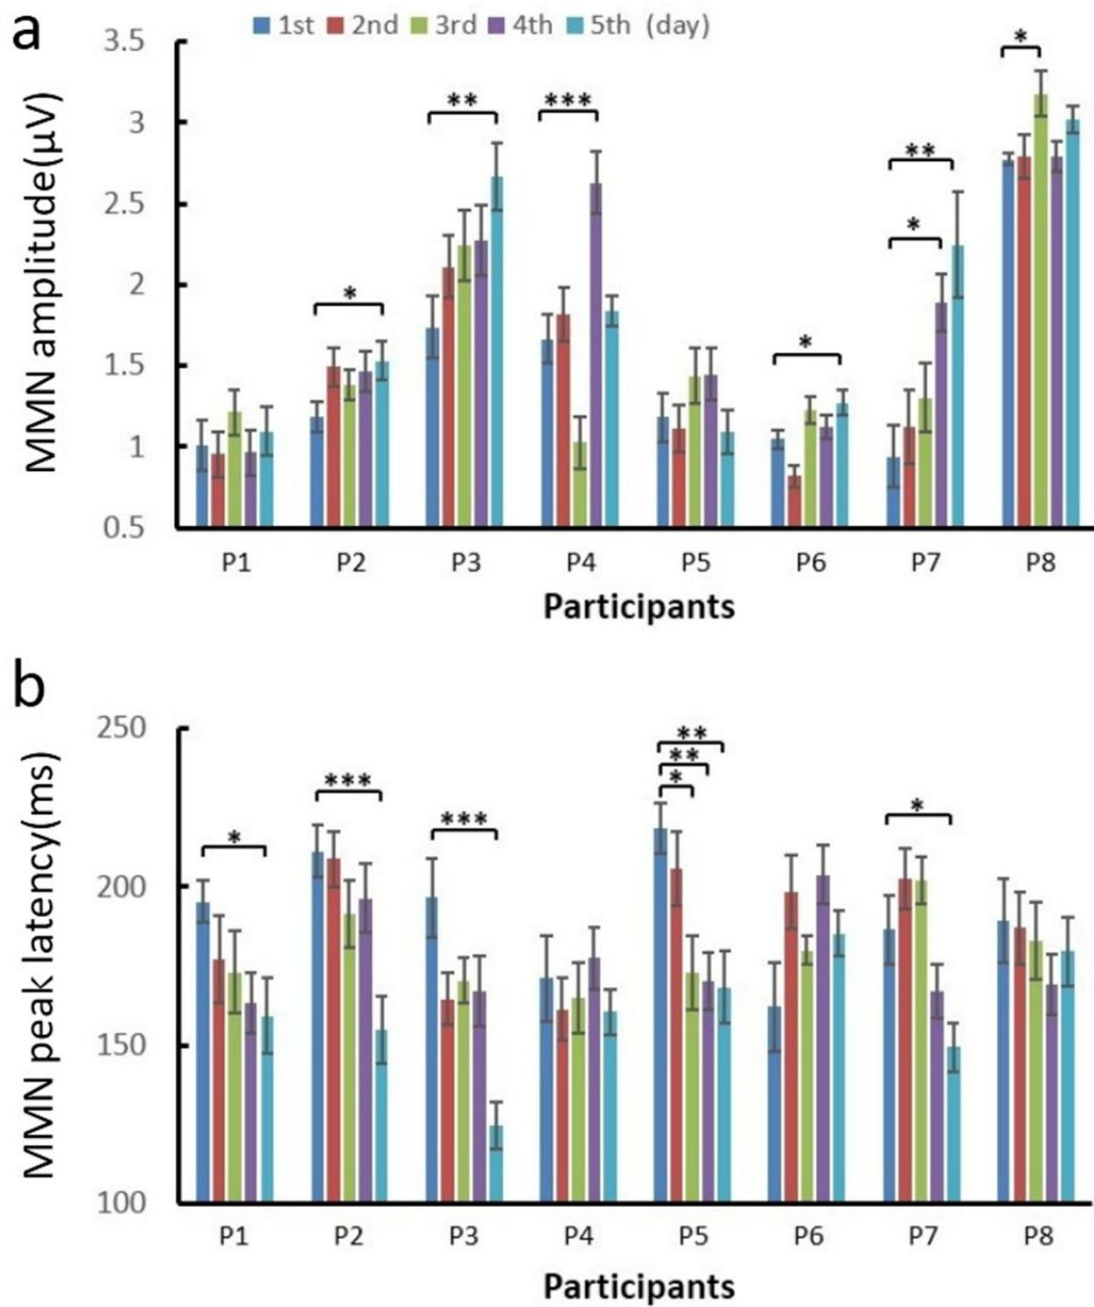 a
1st 2nd 3rd 4th 5th (day)
MMN amplitude(µV)
3.5
3
2.5
2
1.5
1
0.5
*
**
***
*
*
**
*
*
P1 P2 P3 P4 P5 P6 P7 P8
Participants
b
MMN peak latency(ms)
250
200
150
100
*
***
***
**
**
*
*
P1 P2 P3 P4 P5 P6 P7 P8
Participants